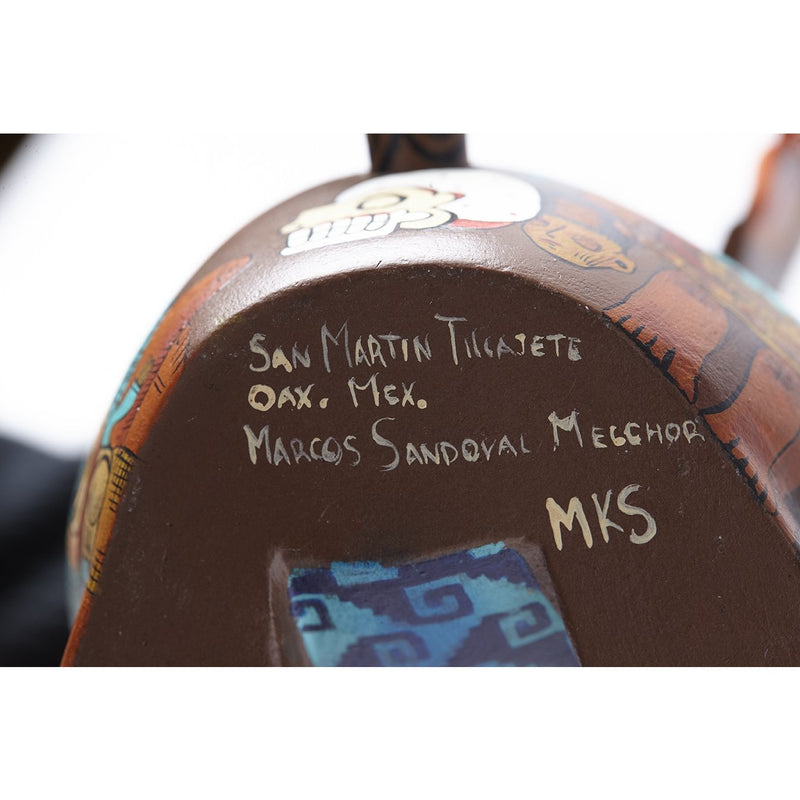 SAN MARTIN TILCAJETE
OAX. MEX.
MARCOS SANDOVAL MELCHOR
MKS